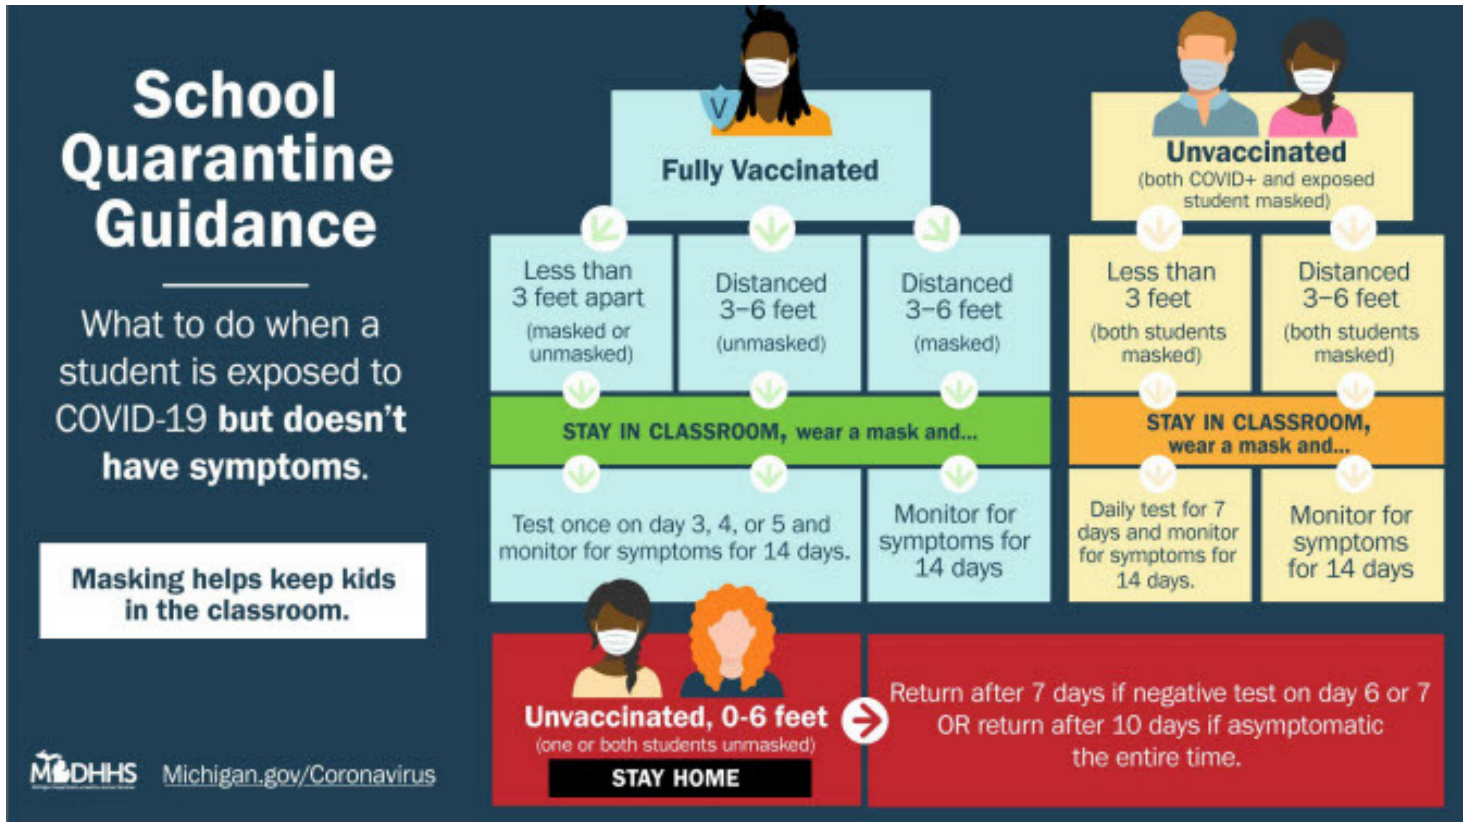 School
Quarantine
Guidance
What to do when a
student is exposed to
COVID-19 but doesn't
have symptoms.
Masking helps keep kids
in the classroom.
MDHHS
Michigan.gov/Coronavirus
V
Fully Vaccinated
Less than
3 feet apart
(masked or
unmasked)
Distanced
3–6 feet
(unmasked)
Distanced
3–6 feet
(masked)
STAY IN CLASSROOM, wear a mask and...
Test once on day 3, 4, or 5 and
monitor for symptoms for 14 days.
Monitor for
symptoms for
14 days
Unvaccinated
(both COVID+ and exposed
student masked)
Less than
3 feet
(both students
masked)
Distanced
3–6 feet
(both students
masked)
STAY IN CLASSROOM,
wear a mask and...
Daily test for 7
days and monitor
for symptoms for
14 days.
Monitor for
symptoms
for 14 days
Unvaccinated, 0-6 feet
(one or both students unmasked)
STAY HOME
Return after 7 days if negative test on day 6 or 7
OR return after 10 days if asymptomatic
the entire time.